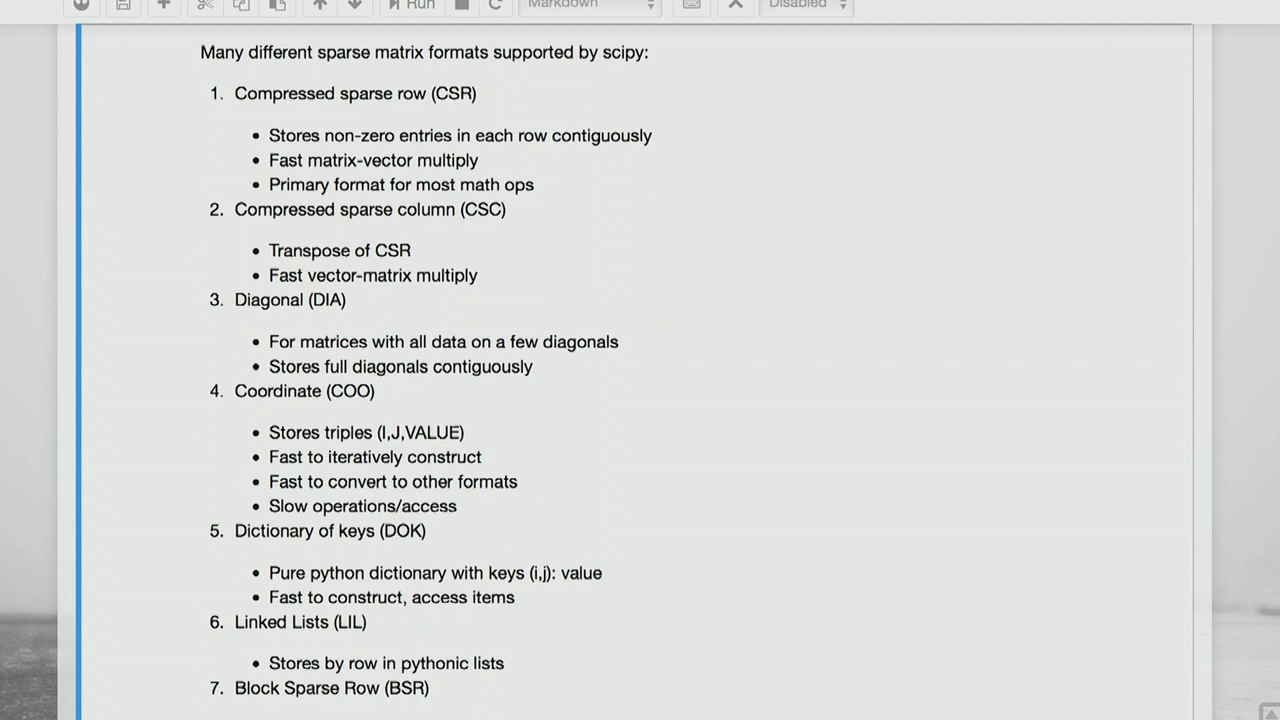 Run
Markdown
Disabled
Many different sparse matrix formats supported by scipy:
1. Compressed sparse row (CSR)
• Stores non-zero entries in each row contiguously
• Fast matrix-vector multiply
• Primary format for most math ops
2. Compressed sparse column (CSC)
• Transpose of CSR
• Fast vector-matrix multiply
3. Diagonal (DIA)
• For matrices with all data on a few diagonals
• Stores full diagonals contiguously
4. Coordinate (COO)
• Stores triples (I,J,VALUE)
• Fast to iteratively construct
• Fast to convert to other formats
• Slow operations/access
5. Dictionary of keys (DOK)
• Pure python dictionary with keys (i,j): value
• Fast to construct, access items
6. Linked Lists (LIL)
• Stores by row in pythonic lists
7. Block Sparse Row (BSR)